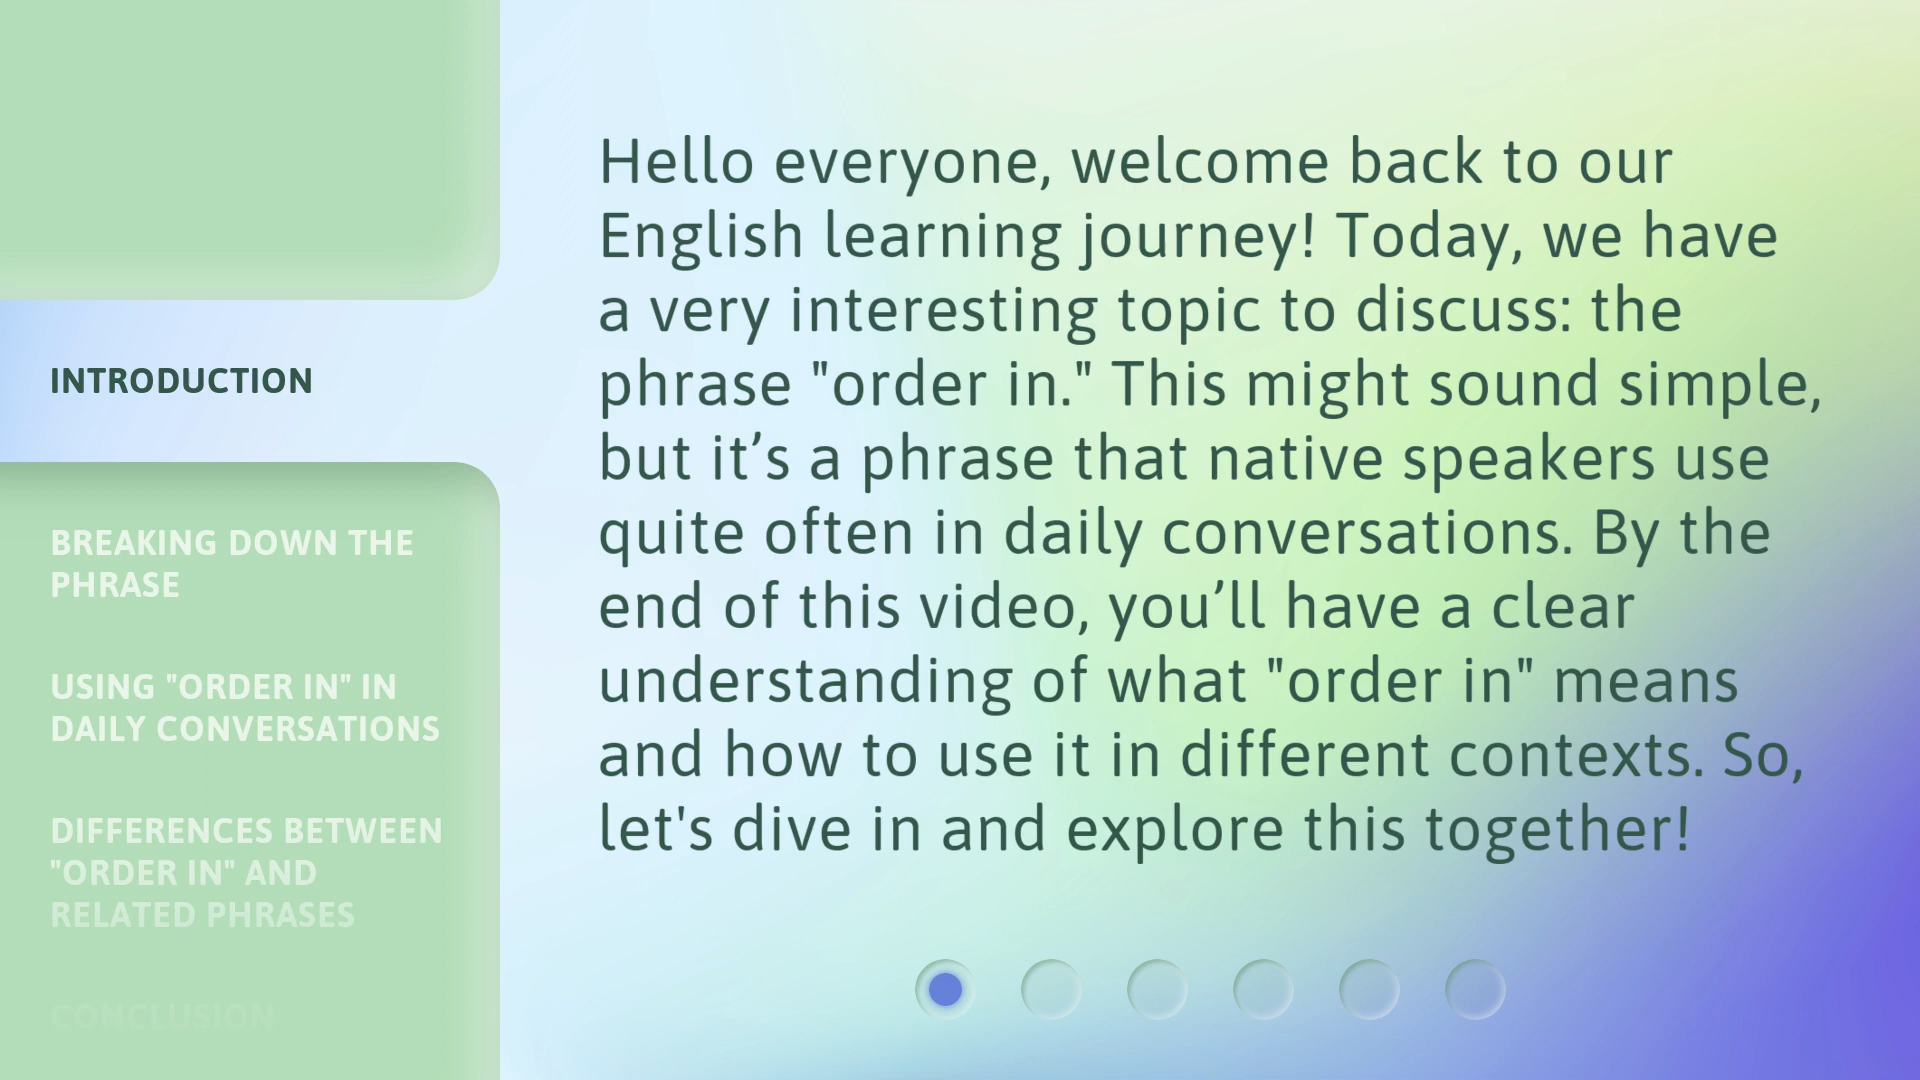 INTRODUCTION
BREAKING DOWN THE
PHRASE
USING "ORDER IN" IN
DAILY CONVERSATIONS
DIFFERENCES BETWEEN
"ORDER IN" AND
RELATED PHRASES
CONCLUSION
Hello everyone, welcome back to our
English learning journey! Today, we have
a very interesting topic to discuss: the
phrase "order in." This might sound simple,
but it’s a phrase that native speakers use
quite often in daily conversations. By the
end of this video, you’ll have a clear
understanding of what "order in" means
and how to use it in different contexts. So,
let's dive in and explore this together!